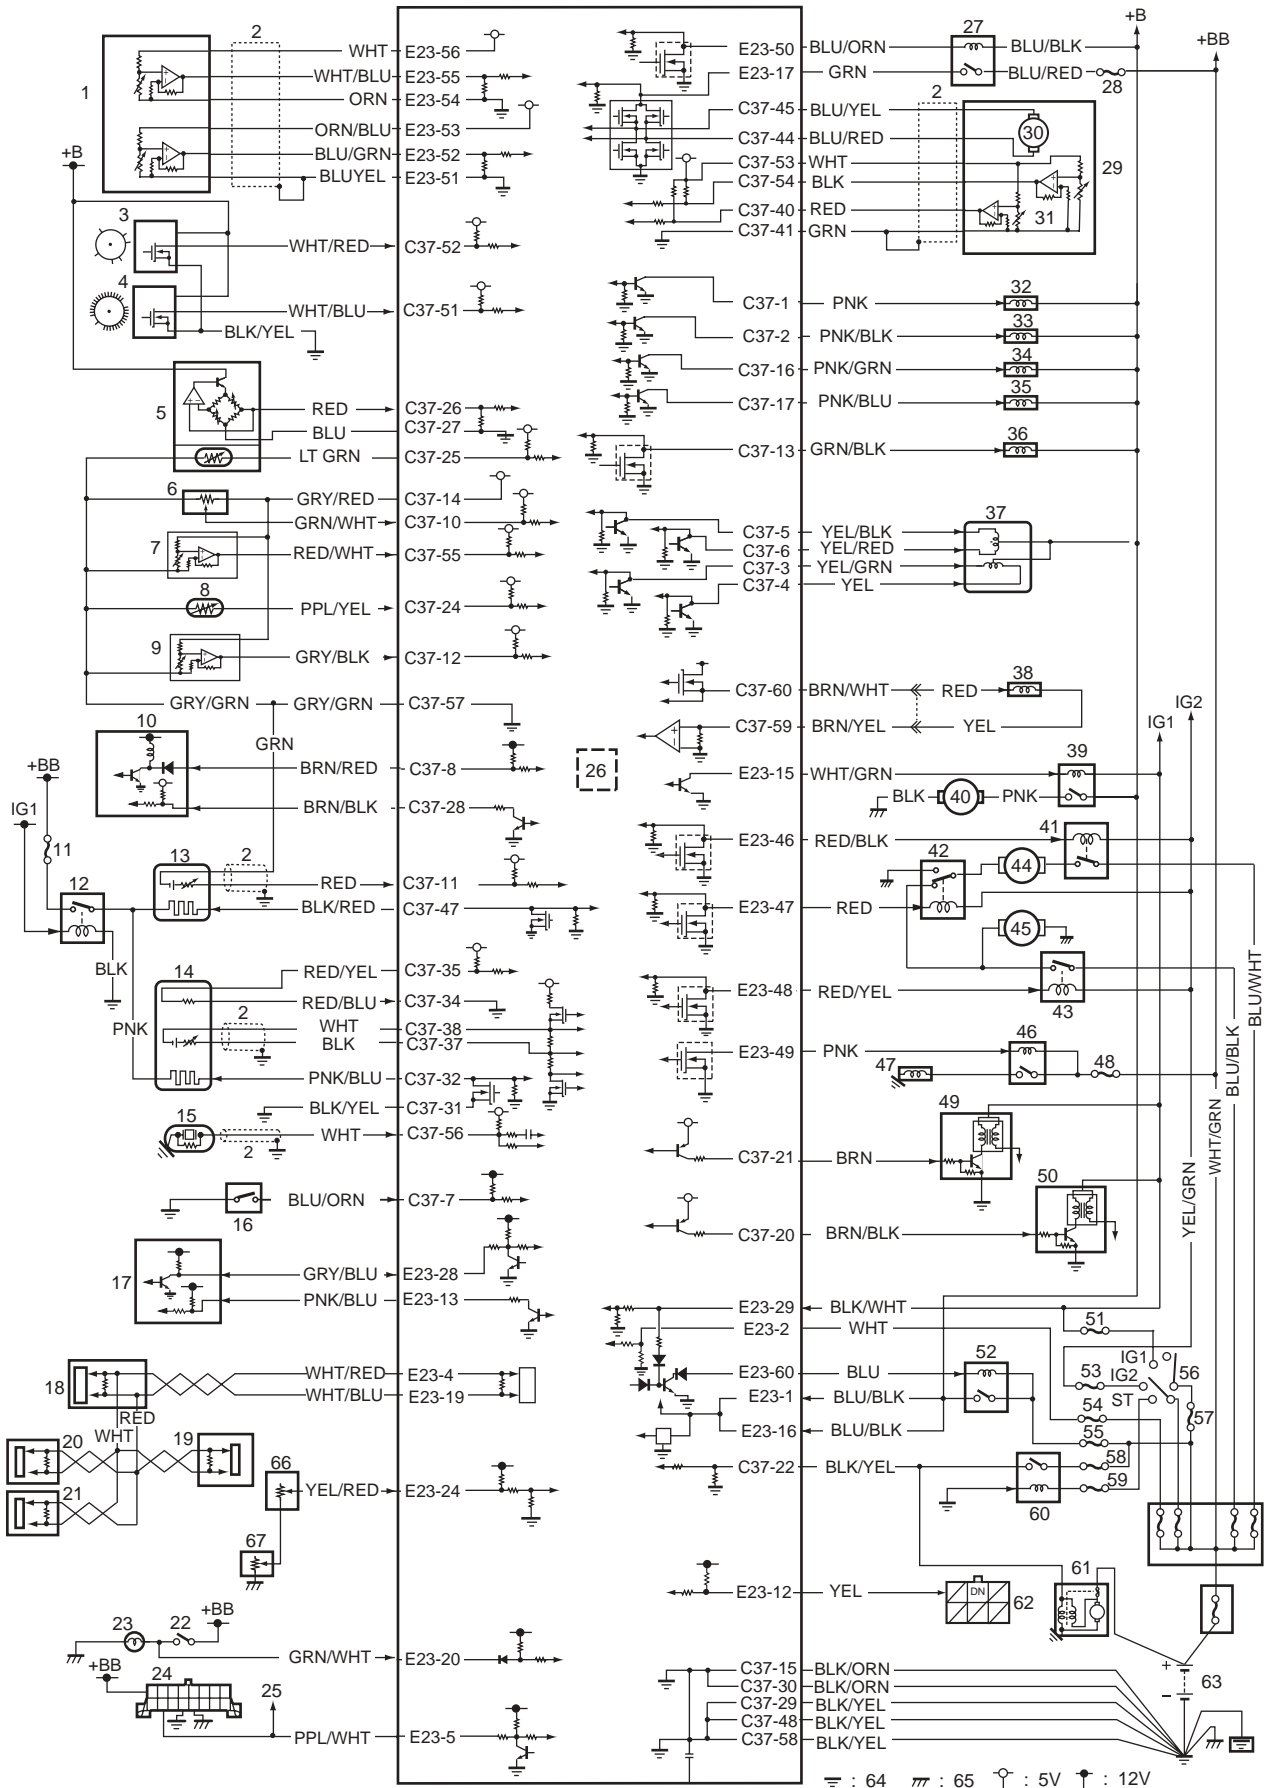 +B
+BB
1
2
WHT E23-56
WHT/BLU E23-55
ORN E23-54
ORN/BLU E23-53
BLU/GRN E23-52
BLUYEL E23-51
+B
3
WHT/RED C37-52
4
WHT/BLU C37-51
BLK/YEL
5
RED C37-26
BLU C37-27
LT GRN C37-25
6
GRY/RED C37-14
GRN/WHT C37-10
7
RED/WHT C37-55
8
PPL/YEL C37-24
9
GRY/BLK C37-12
GRY/GRN GRY/GRN C37-57
10
GRN
BRN/RED C37-8
BRN/BLK C37-28
+BB
IG1
11
12
13
2
RED C37-11
BLK/RED C37-47
BLK
14
RED/YEL C37-35
RED/BLU C37-34
PNK
2
WHT C37-38
BLK C37-37
PNK/BLU C37-32
BLK/YEL C37-31
15
WHT C37-56
2
BLU/ORN C37-7
16
17
GRY/BLU E23-28
PNK/BLU E23-13
18
WHT/RED E23-4
WHT/BLU E23-19
RED
WHT
20
19
21
66
YEL/RED E23-24
67
23
22
+BB
GRN/WHT E23-20
+BB
24
25
PPL/WHT E23-5
26
E23-50 BLU/ORN
27
BLU/BLK
E23-17 GRN
BLU/RED
28
C37-45 BLU/YEL
2
30
C37-44 BLU/RED
C37-53 WHT
29
C37-54 BLK
C37-40 RED
31
C37-41 GRN
C37-1 PNK
32
C37-2 PNK/BLK
33
C37-16 PNK/GRN
34
C37-17 PNK/BLU
35
C37-13 GRN/BLK
36
C37-5 YEL/BLK
37
C37-6 YEL/RED
C37-3 YEL/GRN
C37-4 YEL
C37-60 BRN/WHT RED
38
C37-59 BRN/YEL YEL
IG2
IG1
E23-15 WHT/GRN
39
BLK
40
PNK
E23-46 RED/BLK
41
42
44
E23-47 RED
45
E23-48 RED/YEL
43
BLU/WHT
BLU/BLK
WHT/GRN
YEL/GRN
E23-49 PNK
46
47
48
49
C37-21 BRN
50
C37-20 BRN/BLK
E23-29 BLK/WHT
E23-2 WHT
51
52
IG1
E23-60 BLU
53
IG2
56
E23-1 BLU/BLK
ST
54
57
E23-16 BLU/BLK
55
C37-22 BLK/YEL
58
59
60
E23-12 YEL
DN
62
61
C37-15 BLK/ORN
C37-30 BLK/ORN
C37-29 BLK/YEL
C37-48 BLK/YEL
C37-58 BLK/YEL
+
−
63
: 64
: 65
: 5V
: 12V